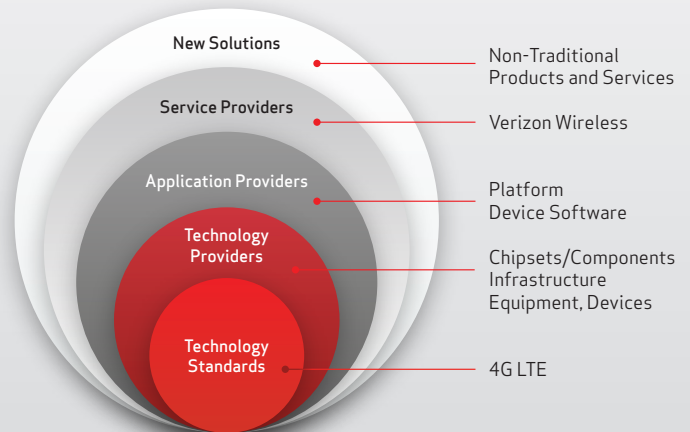 New Solutions
Non-Traditional
Products and Services
Service Providers
Verizon Wireless
Application Providers
Platform
Device Software
Technology
Providers
Chipsets/Components
Infrastructure
Equipment, Devices
Technology
Standards
4G LTE